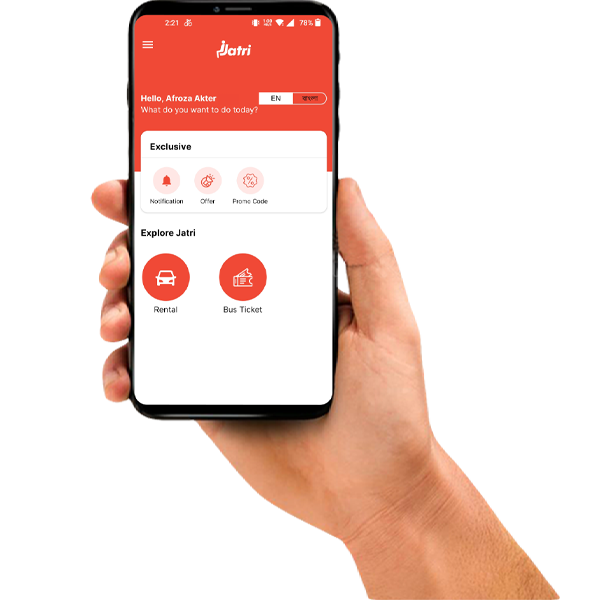 2:21 78%
Jatri
Hello, Afroza Akter
EN বাংলা
What do you want to do today?
Exclusive
Notification Offer Promo Code
Explore Jatri
Rental Bus Ticket